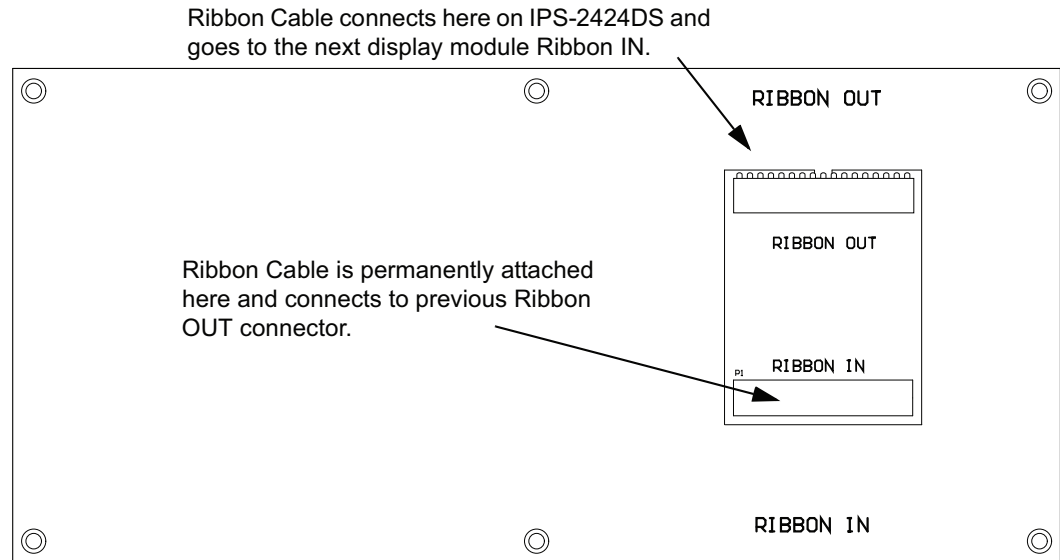 Ribbon Cable connects here on IPS-2424DS and
goes to the next display module Ribbon IN.
RIBBON OUT
RIBBON OUT
Ribbon Cable is permanently attached
here and connects to previous Ribbon
OUT connector.
P1
RIBBON IN
RIBBON IN